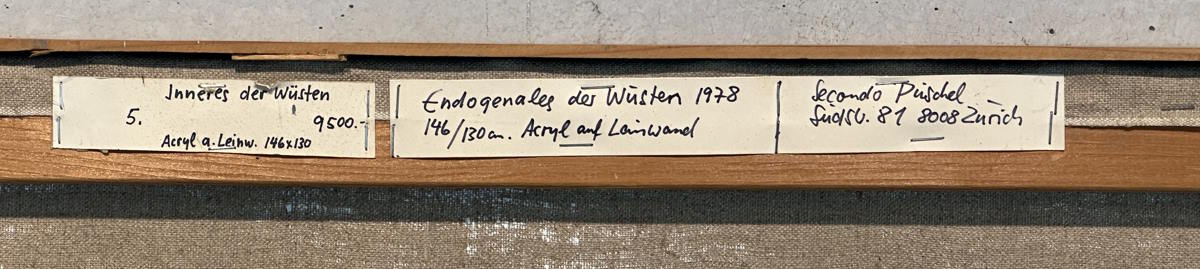 Inneres der Wüsten
5.
9500.-
Acryl a. Leinw. 146x130
Endogenales der Wüsten 1978
146/130cm. Acryl auf Leinwand
Secondo Püschel
Südstr. 81 8008 Zürich